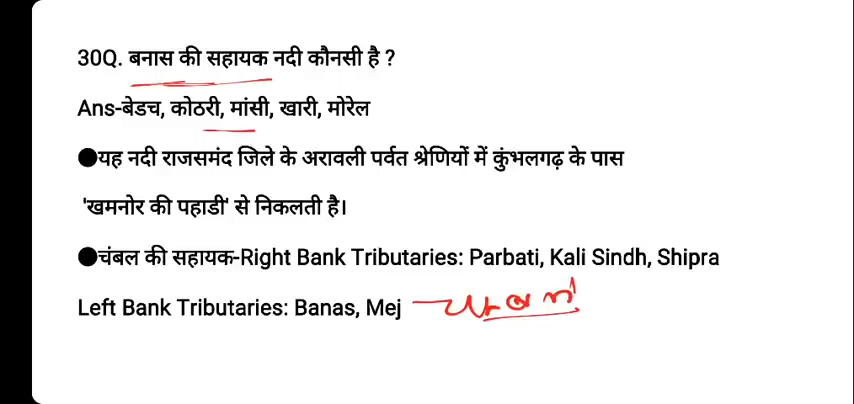 30Q. बनास की सहायक नदी कौनसी है ?
Ans-बेडच, कोठरी, मांसी, खारी, मोरेल
●यह नदी राजसमंद जिले के अरावली पर्वत श्रेणियों में कुंभलगढ़ के पास
'खमनोर की पहाडी' से निकलती है।
●चंबल की सहायक-Right Bank Tributaries: Parbati, Kali Sindh, Shipra
Left Bank Tributaries: Banas, Mej